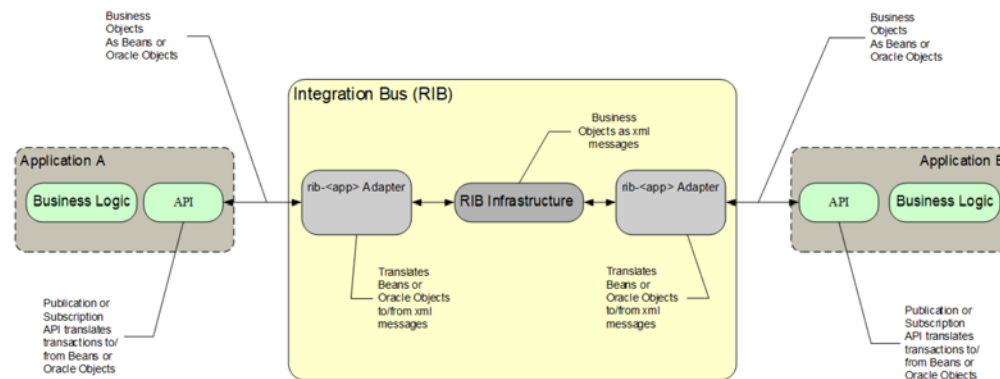 Business
Objects
As Beans or
Oracle Objects
Business
Objects
As Beans or
Oracle Objects
Integration Bus (RIB)
Business
Objects as xml
messages
Application A
Business Logic
API
rib-<app> Adapter
RIB Infrastructure
rib-<app> Adapter
Application B
API
Business Logic
Translates
Beans or
Oracle Objects
to/from xml
messages
Translates
Beans or
Oracle Objects
to/from xml
messages
Publication or
Subscription
API translates
transactions to/
from Beans or
Oracle Objects
Publication or
Subscription
API translates
transactions to/
from Beans or
Oracle Objects